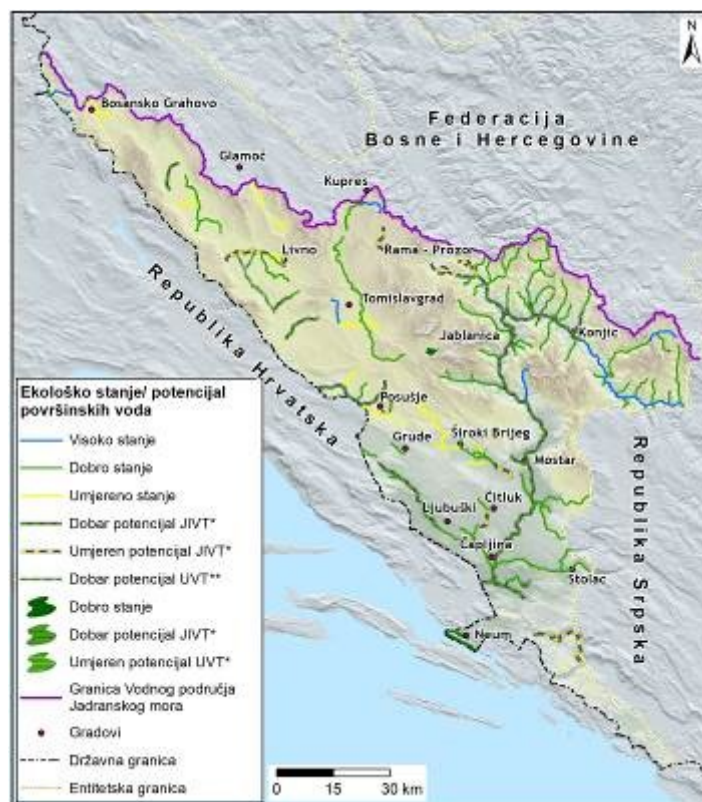 N
Bosansko Grahovo
Federacija
Bosne i Hercegovine
Glamoč
Kupres
Livno
Rama - Prozor
Republika Hrvatska
Tomislavgrad
Konjic
Jablanica
Ekološko stanje/ potencijal
površinskih voda
Visoko stanje
Dobro stanje
Umjereno stanje
Dobar potencijal JIVT*
Umjeren potencijal JIVT*
Dobar potencijal UVT**
Dobro stanje
Dobar potencijal JIVT*
Umjeren potencijal UVT*
Granica Vodnog područja
Jadranskog mora
Gradovi
Državna granica
Entitetska granica
Posušje
Grude
Široki Brijeg
Mostar
Republika Srpska
Čitluk
Ljubuški
Čapljina
Stolac
Neum
0 15 30 km